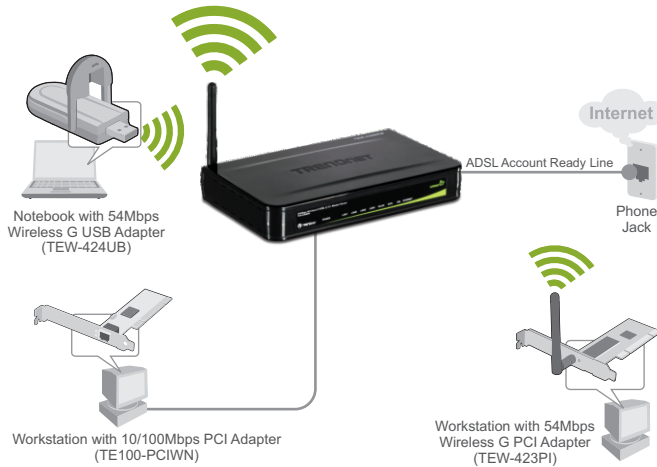 TRENDNET
Internet
ADSL Account Ready Line
Phone
Jack
Notebook with 54Mbps
Wireless G USB Adapter
(TEW-424UB)
Workstation with 10/100Mbps PCI Adapter
(TE100-PCIWN)
Workstation with 54Mbps
Wireless G PCI Adapter
(TEW-423PI)